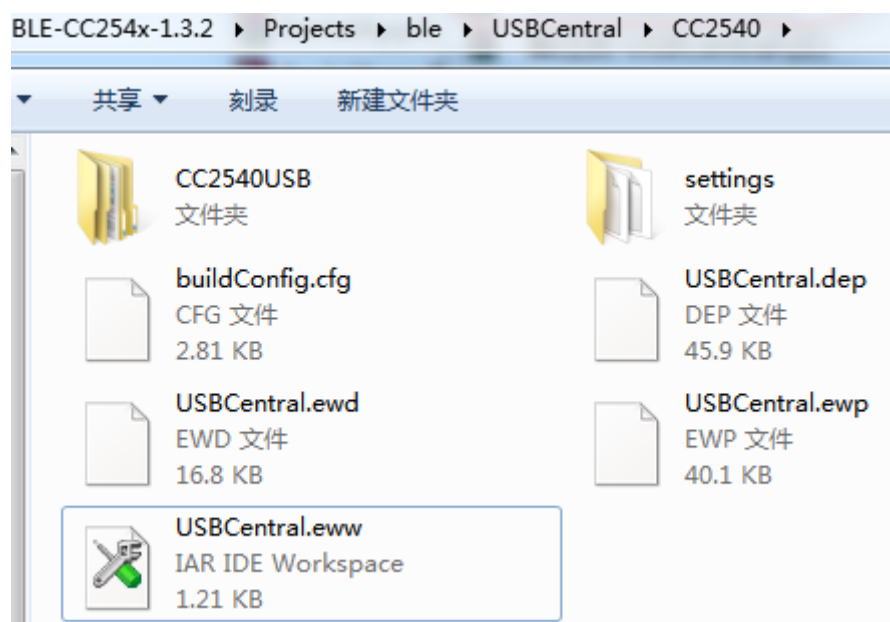 BLE-CC254x-1.3.2 ▸ Projects ▸ ble ▸ USBCentral ▸ CC2540 ▸
共享 刻录 新建文件夹
CC2540USB
文件夹
settings
文件夹
buildConfig.cfg
CFG 文件
2.81 KB
USBCentral.dep
DEP 文件
45.9 KB
USBCentral.ewd
EWD 文件
16.8 KB
USBCentral.ewp
EWP 文件
40.1 KB
USBCentral.eww
IAR IDE Workspace
1.21 KB